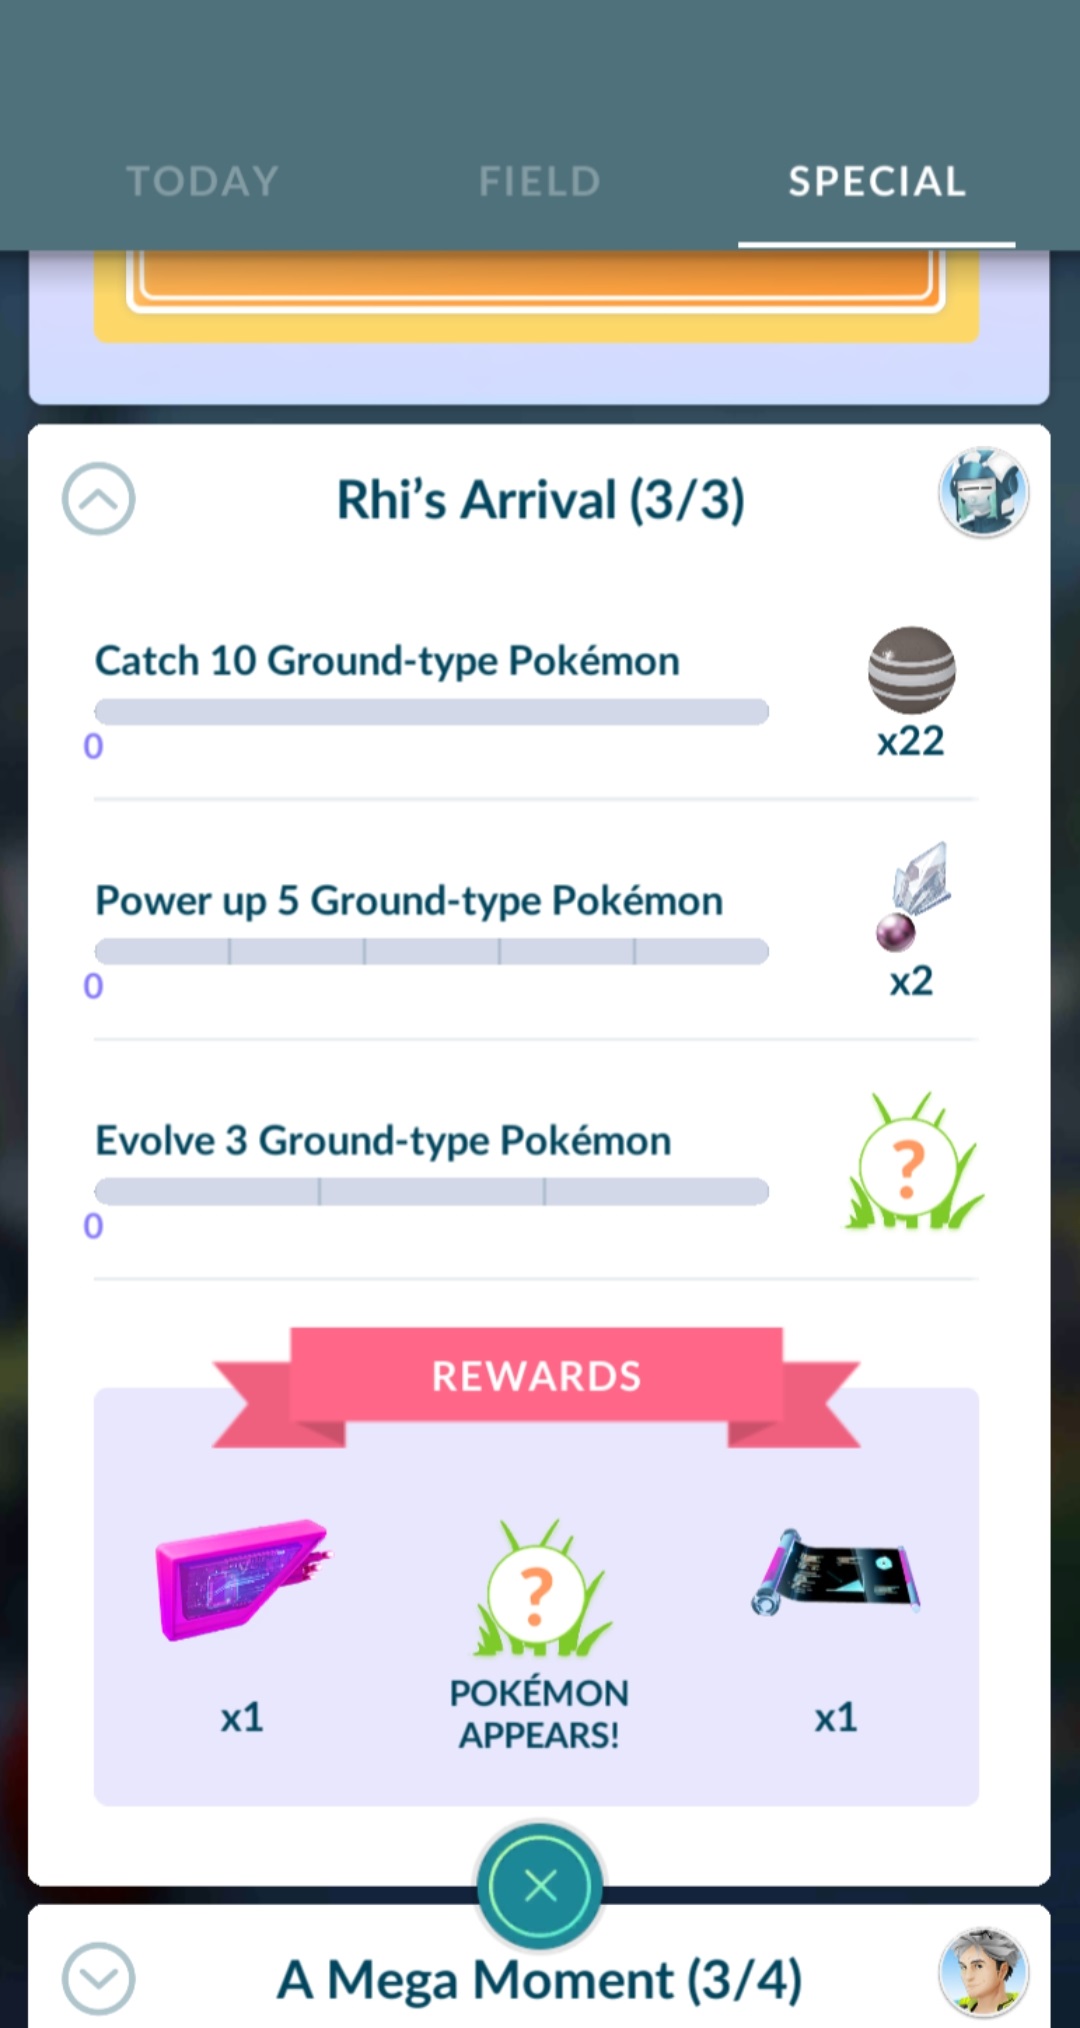 TODAY
FIELD
SPECIAL
Rhi's Arrival (3/3)
Catch 10 Ground-type Pokémon
0
x22
Power up 5 Ground-type Pokémon
0
x2
Evolve 3 Ground-type Pokémon
?
0
REWARDS
?
x1
POKÉMON
APPEARS!
x1
A Mega Moment (3/4)